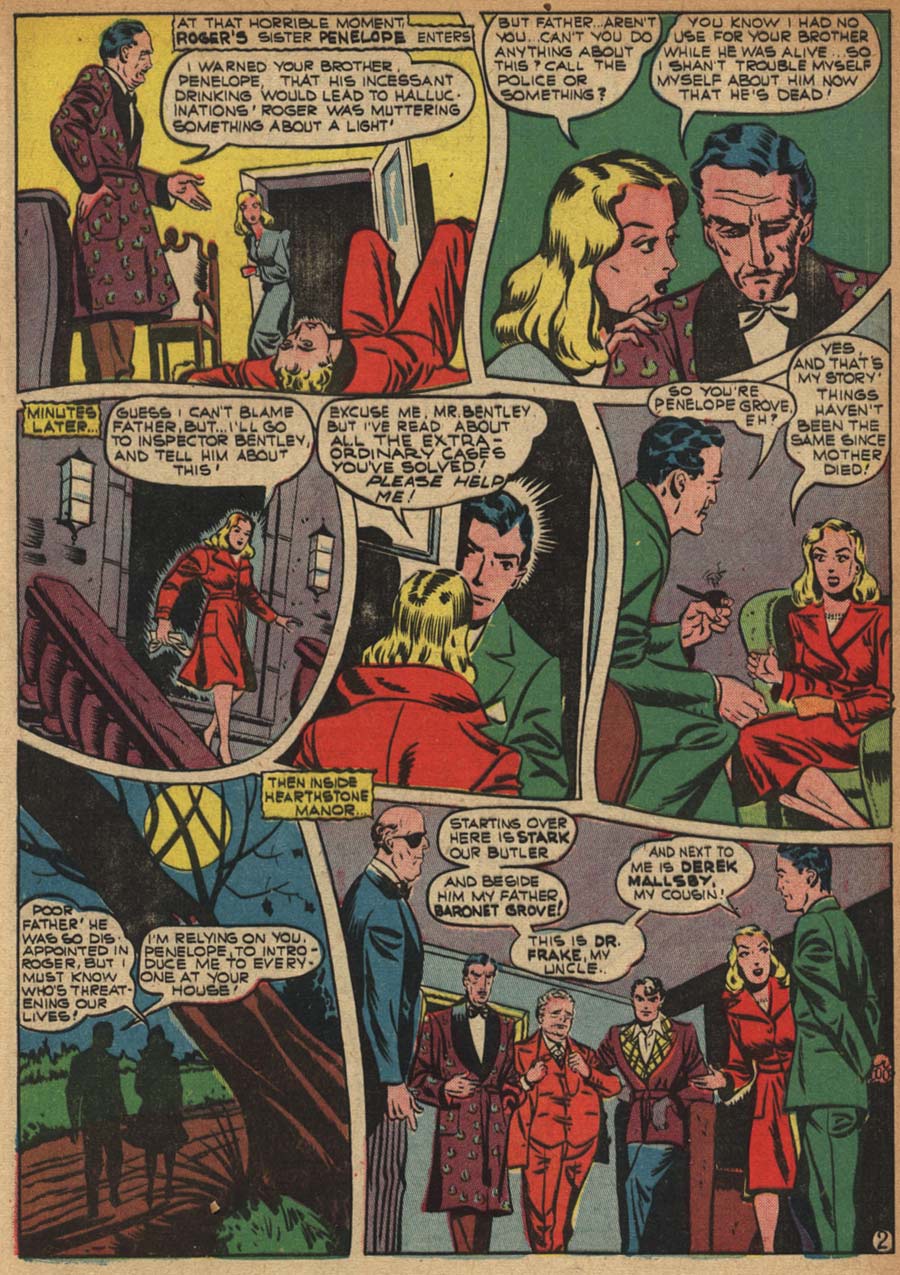 AT THAT HORRIBLE MOMENT,
ROGER'S SISTER PENELOPE ENTERS
I WARNED YOUR BROTHER,
PENELOPE, THAT HIS INCESSANT
DRINKING WOULD LEAD TO HALLUC-
INATIONS! ROGER WAS MUTTERING
SOMETHING ABOUT A LIGHT!
BUT FATHER...AREN'T
YOU...CAN'T YOU DO
ANYTHING ABOUT
THIS? CALL THE
POLICE OR
SOMETHING?
YOU KNOW I HAD NO
USE FOR YOUR BROTHER
WHILE HE WAS ALIVE...SO
I SHAN'T TROUBLE MYSELF
MYSELF ABOUT HIM NOW
THAT HE'S DEAD!
MINUTES
LATER...
GUESS I CAN'T BLAME
FATHER, BUT...I'LL GO
TO INSPECTOR BENTLEY,
AND TELL HIM ABOUT
THIS!
EXCUSE ME, MR. BENTLEY,
BUT I'VE READ ABOUT
ALL THE EXTRA-
ORDINARY CASES
YOU'VE SOLVED!
PLEASE HELP
ME!
SO YOU'RE
PENELOPE GROVE,
EH?
YES,
AND THAT'S
MY STORY!
THINGS
HAVEN'T
BEEN THE
SAME SINCE
MOTHER
DIED!
POOR
FATHER! HE
WAS SO DIS-
APPOINTED IN
ROGER, BUT I
MUST KNOW
WHO'S THREAT-
ENING OUR
LIVES!
I'M RELYING ON YOU,
PENELOPE, TO INTRO-
DUCE ME TO EVERY-
ONE AT YOUR
HOUSE!
THEN INSIDE
HEARTHSTONE
MANOR...
STARTING OVER
HERE IS STARK
OUR BUTLER
AND BESIDE
HIM MY FATHER
BARONET GROVE!
THIS IS DR.
FRAKE, MY
UNCLE..
AND NEXT TO
ME IS DEREK
MALLSBY,
MY COUSIN!
2